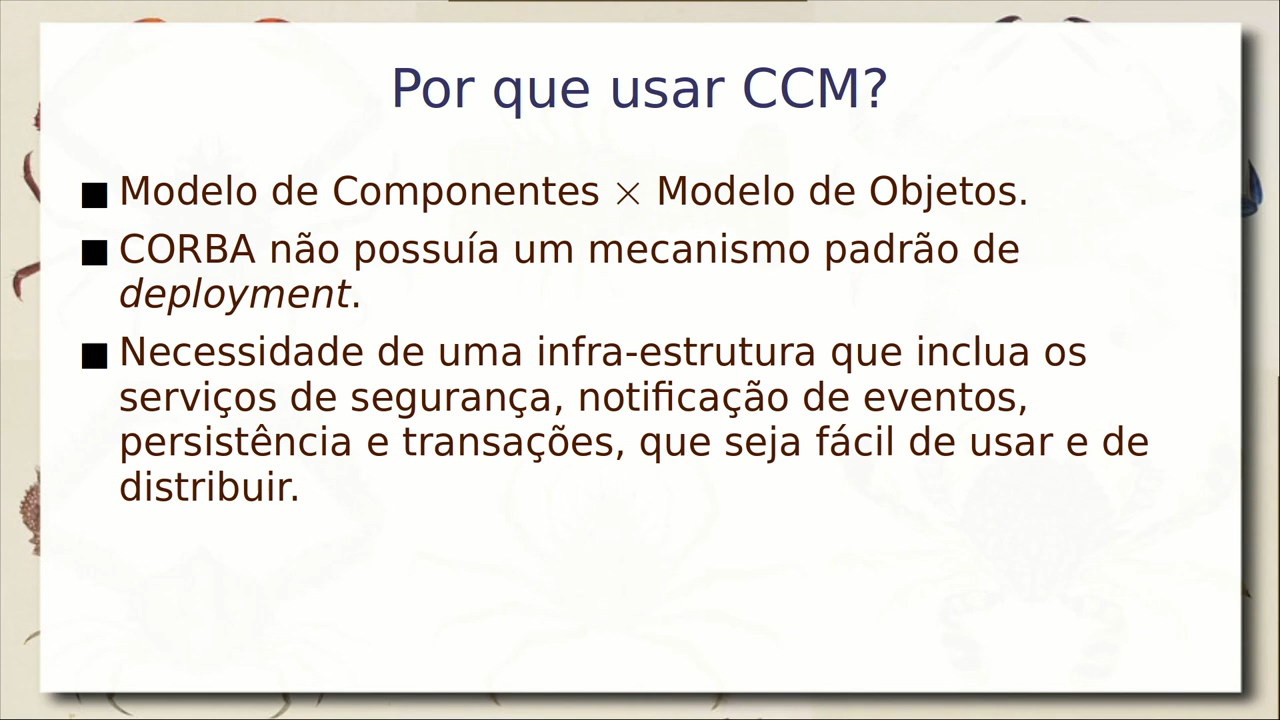 Por que usar CCM?
■ Modelo de Componentes × Modelo de Objetos.
■ CORBA não possuía um mecanismo padrão de
deployment.
■ Necessidade de uma infra-estrutura que inclua os
serviços de segurança, notificação de eventos,
persistência e transações, que seja fácil de usar e de
distribuir.